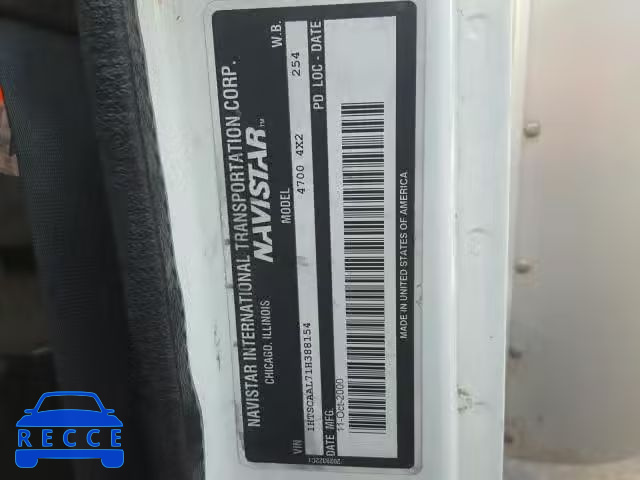 NAVISTAR INTERNATIONAL TRANSPORTATION CORP.
CHICAGO, ILLINOIS
NAVISTAR™
VIN
MODEL
W.B.
1HTSCAAL71H388154
4700 4X2
254
DATE MFG.
PD LOC - DATE
11-Oct-2000
MADE IN UNITED STATES OF AMERICA
RECCE